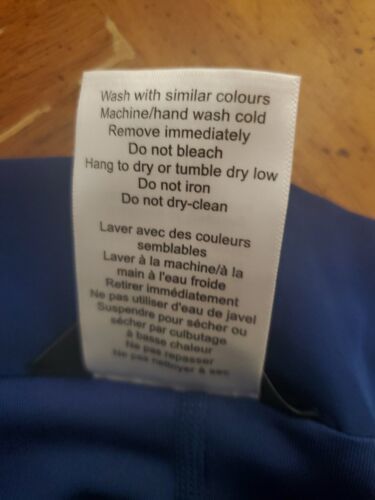 Wash with similar colours
Machine/hand wash cold
Remove immediately
Do not bleach
Hang to dry or tumble dry low
Do not iron
Do not dry-clean
Laver avec des couleurs
semblables
Laver à la machine/à la
main à l'eau froide
Retirer immédiatement
Ne pas utiliser d'eau de javel
Suspendre pour sécher ou
sécher par culbutage
à basse chaleur
Ne pas repasser
Ne pas nettoyer à sec